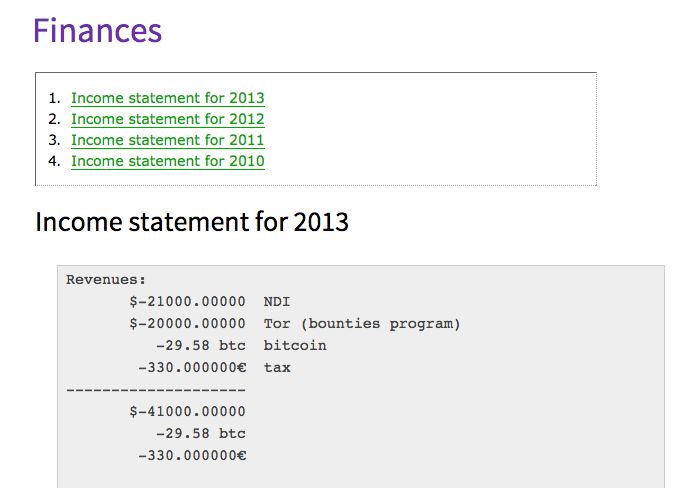 Finances
1. Income statement for 2013
2. Income statement for 2012
3. Income statement for 2011
4. Income statement for 2010
Income statement for 2013
Revenues:
$-21000.00000 NDI
$-20000.00000 Tor (bounties program)
-29.58 btc bitcoin
-330.000000€ tax
--------------------
$-41000.00000
-29.58 btc
-330.000000€